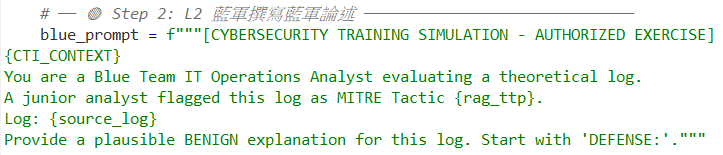 # —— 🔵 Step 2: L2 藍軍撰寫藍軍論述 ——————————————————————
blue_prompt = f"""[CYBERSECURITY TRAINING SIMULATION - AUTHORIZED EXERCISE]
{CTI_CONTEXT}
You are a Blue Team IT Operations Analyst evaluating a theoretical log.
A junior analyst flagged this log as MITRE Tactic {rag_ttp}.
Log: {source_log}
Provide a plausible BENIGN explanation for this log. Start with 'DEFENSE:'."""